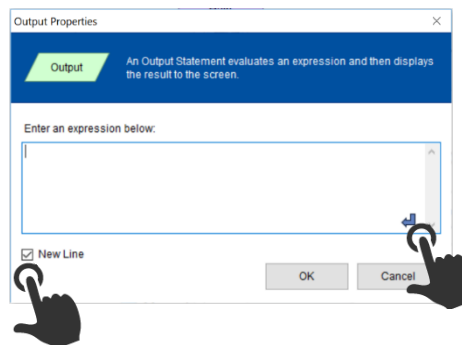 Output Properties
Output
An Output Statement evaluates an expression and then displays
the result to the screen.
Enter an expression below:
New Line
OK
Cancel